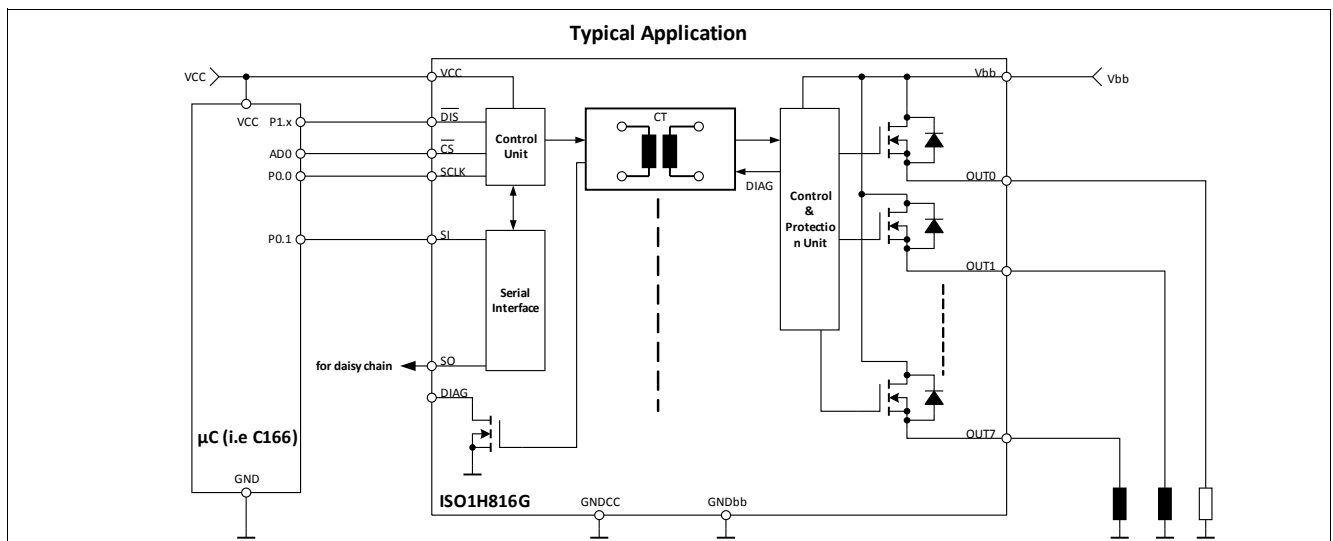 Typical Application
VCC
VCC
Vbb
Vbb
VCC
P1.x
DIS
CT
Control
Unit
AD0
CS
P0.0
SCLK
DIAG
OUT0
Control
&
Protectio
n Unit
P0.1
SI
OUT1
Serial
Interface
for daisy chain
SO
DIAG
µC (i.e C166)
OUT7
GND
ISO1H816G
GNDCC
GNDbb